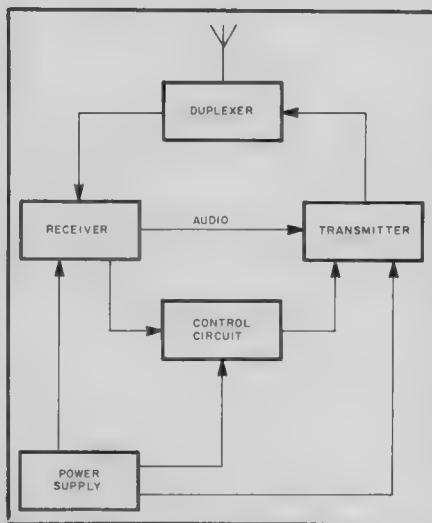 DUPLEXER
RECEIVER
AUDIO
TRANSMITTER
CONTROL
CIRCUIT
POWER
SUPPLY